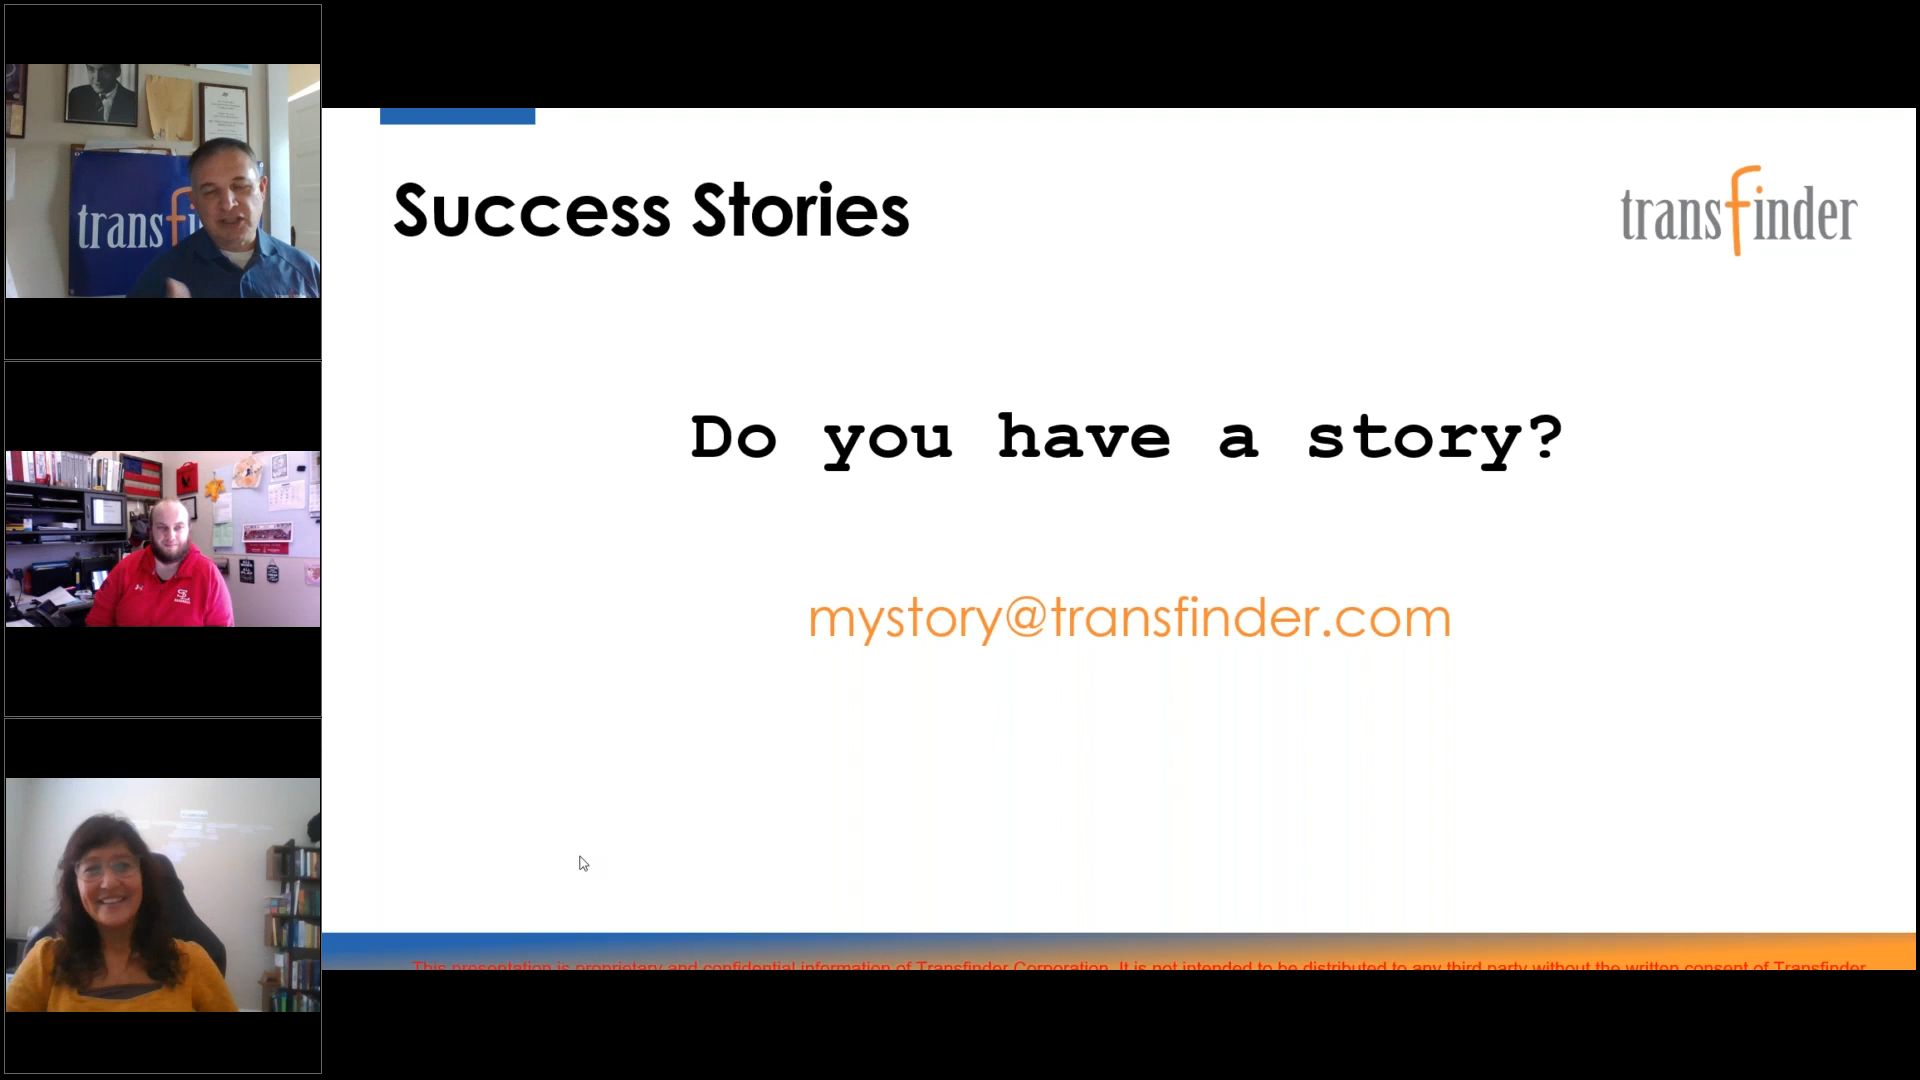 Success Stories
transfinder
Do you have a story?
mystory@transfinder.com
This presentation is proprietary and confidential information of Transfinder Corporation. It is not intended to be distributed to any third party without the written consent of Transfinder
transfi